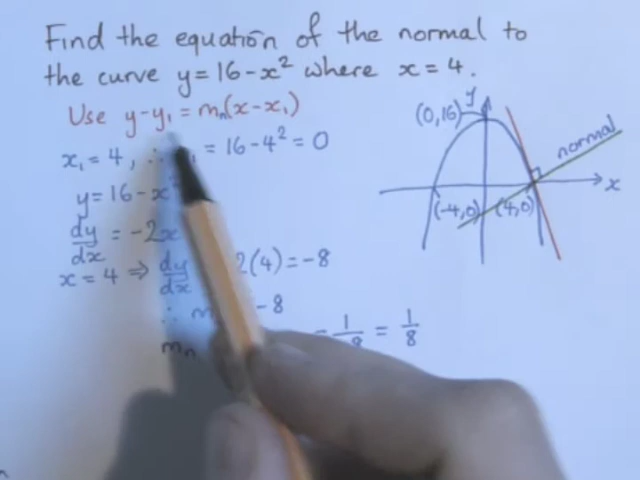 Find the equation of the normal to
the curve y = 16 - x² where x = 4.
Use y - y₁ = mₙ(x - x₁)
x₁ = 4, ∴ = 16 - 4² = 0
y = 16 - x²
dy/dx = -2x
x = 4 ⇒ dy/dx 2(4) = -8
∴ m -8
mₙ 1 = 1/8
(0,16) y
normal
x
(-4,0) (4,0)